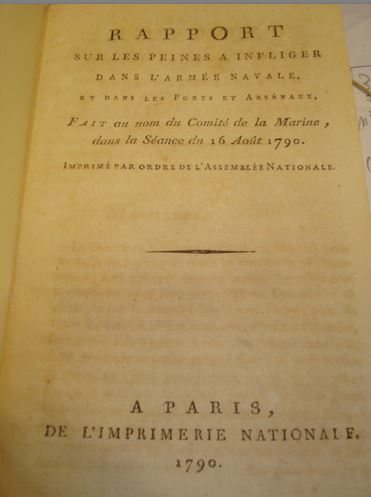 RAPPORT
SUR LES PEINES A INFLIGER
DANS L'ARMÉE NAVALE,
ET DANS LES PORTS ET ARSÉNAUX,
FAIT au nom du Comité de la Marine,
dans la Séance du 16 Août 1790.
IMPRIMÉ PAR ORDRE DE L'ASSEMBLÉE NATIONALE.
A PARIS,
DE L'IMPRIMERIE NATIONALE.
1790.